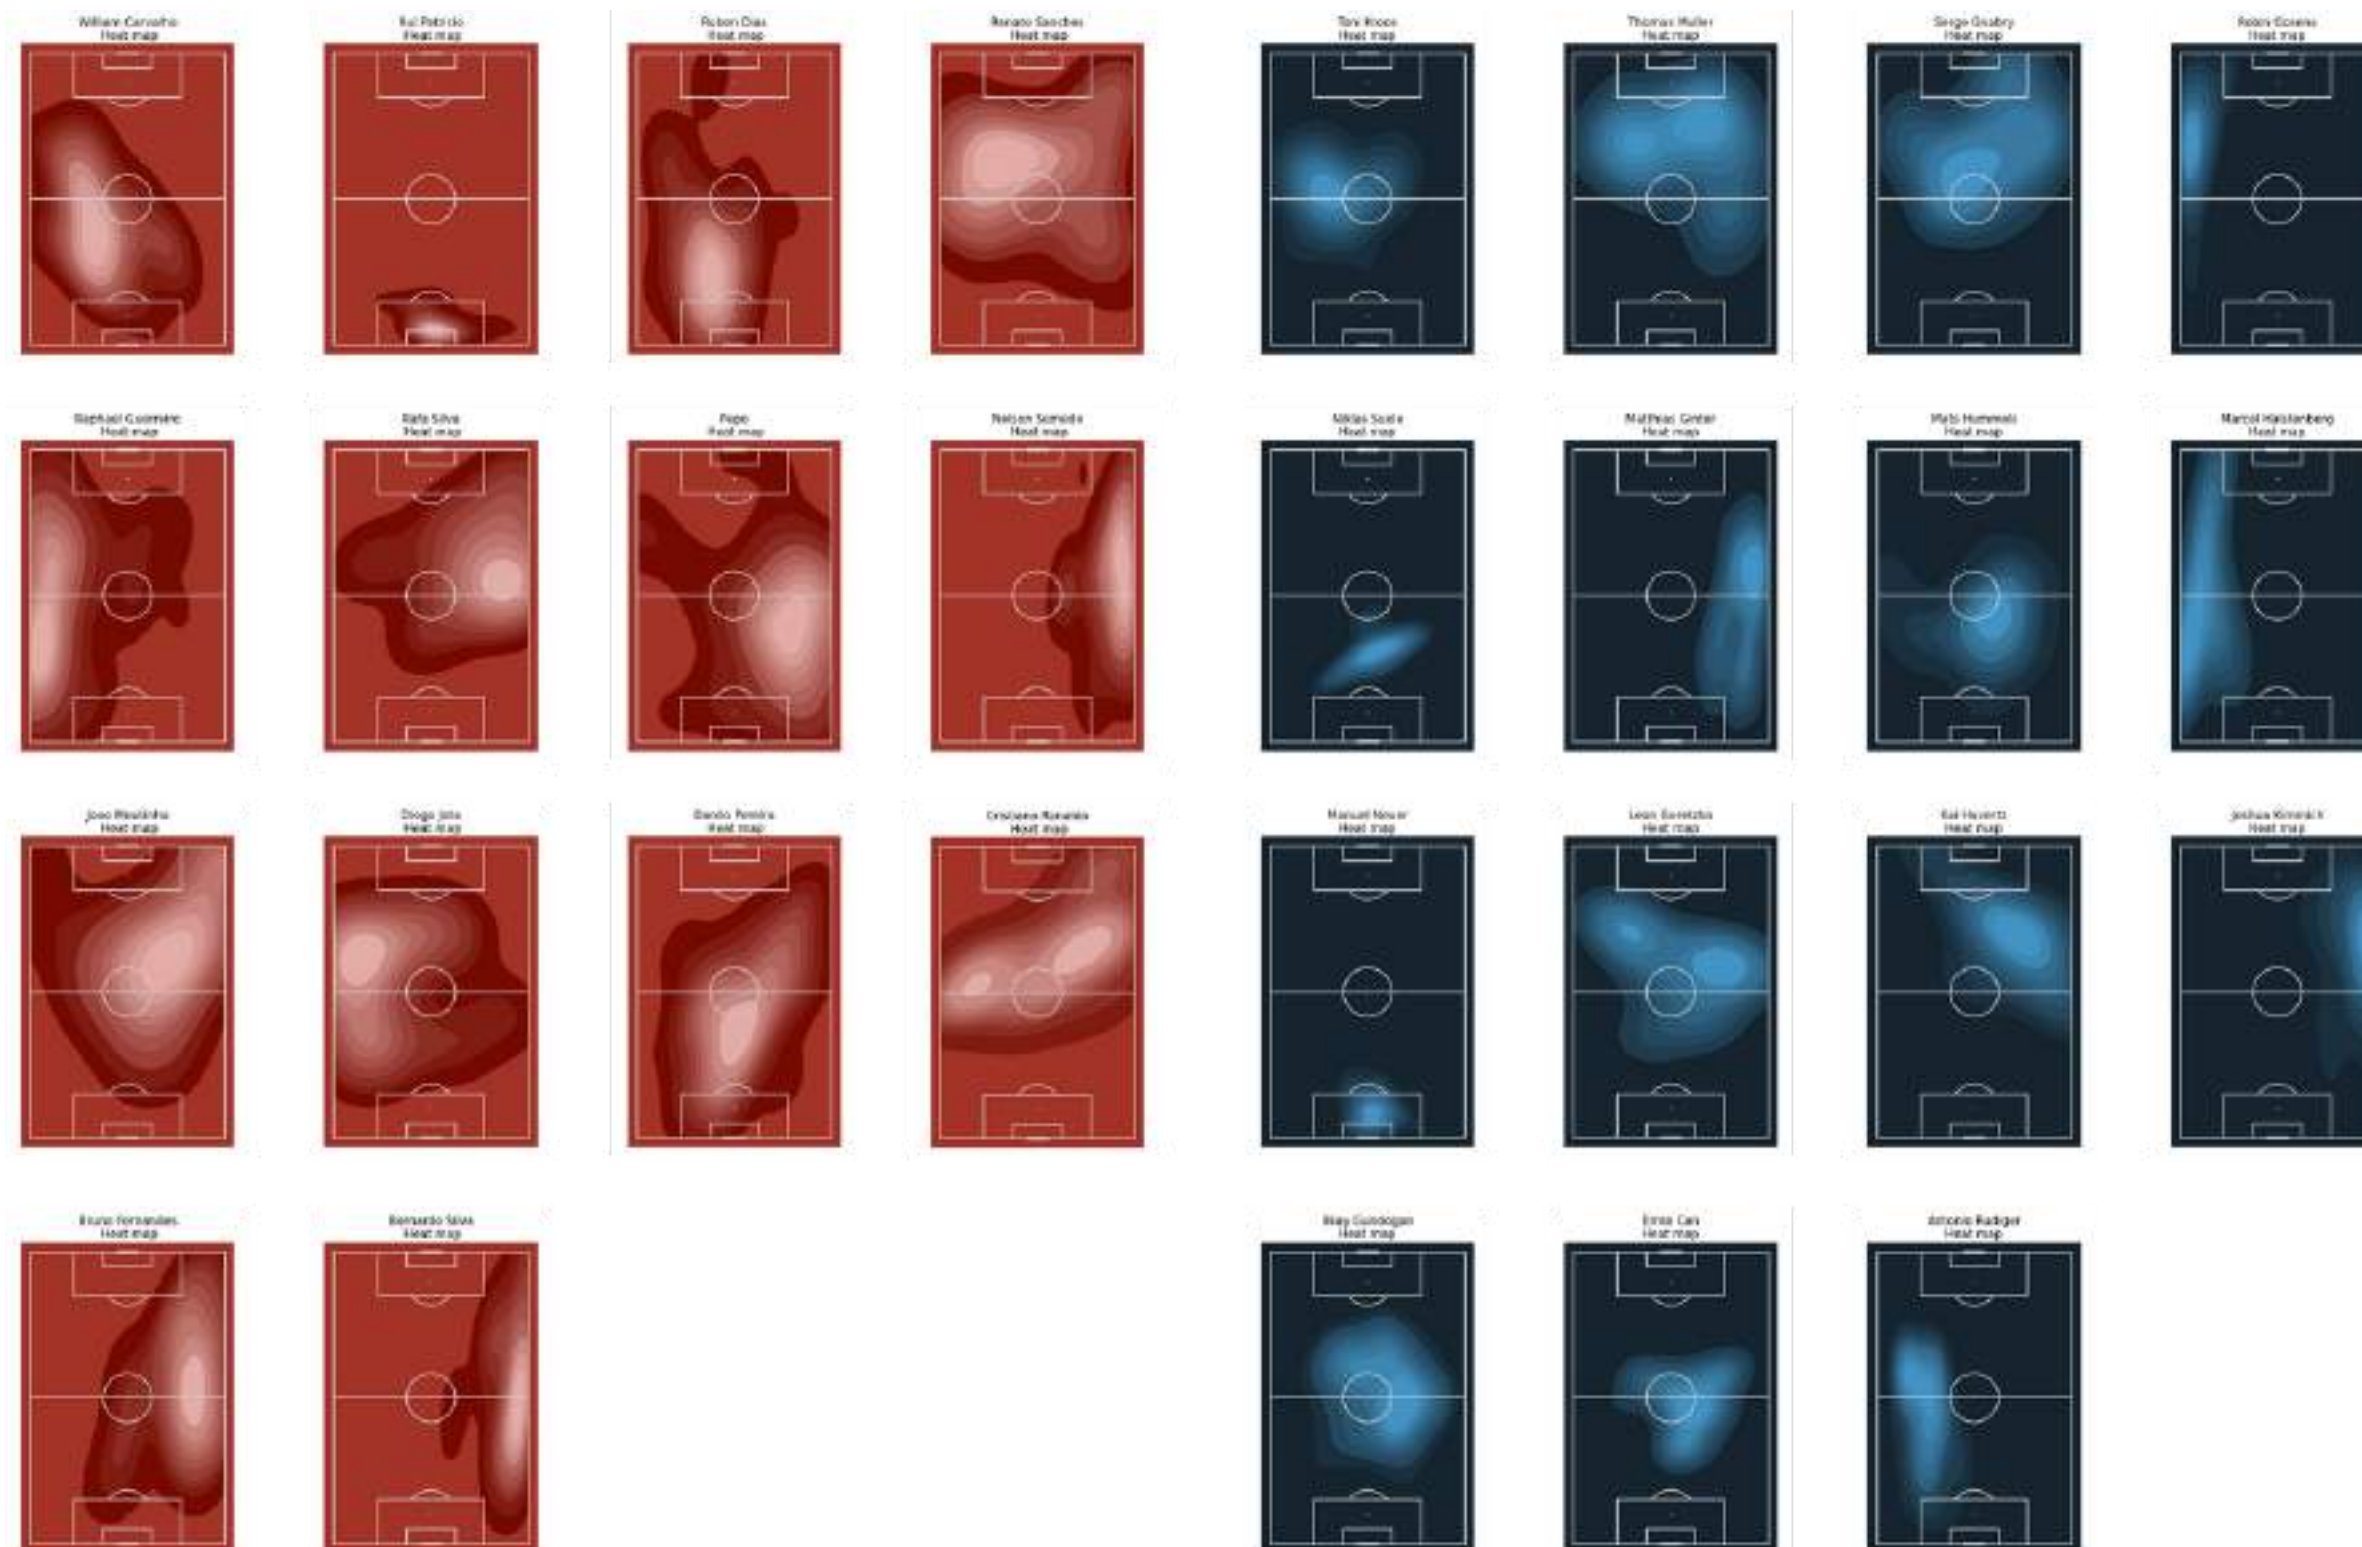 William Carvalho
Heat map
Rui Patricio
Heat map
Ruben Dias
Heat map
Renato Sanches
Heat map
Toni Kroos
Heat map
Thomas Muller
Heat map
Serge Gnabry
Heat map
Robin Gosens
Heat map
Raphael Guerreiro
Heat map
Rafa Silva
Heat map
Pepe
Heat map
Nelson Semedo
Heat map
Niklas Sule
Heat map
Matthias Ginter
Heat map
Mats Hummels
Heat map
Marcel Halstenberg
Heat map
Joao Moutinho
Heat map
Diogo Jota
Heat map
Danilo Pereira
Heat map
Cristiano Ronaldo
Heat map
Manuel Neuer
Heat map
Leon Goretzka
Heat map
Kai Havertz
Heat map
Joshua Kimmich
Heat map
Bruno Fernandes
Heat map
Bernardo Silva
Heat map
Ilkay Gundogan
Heat map
Emre Can
Heat map
Antonio Rudiger
Heat map